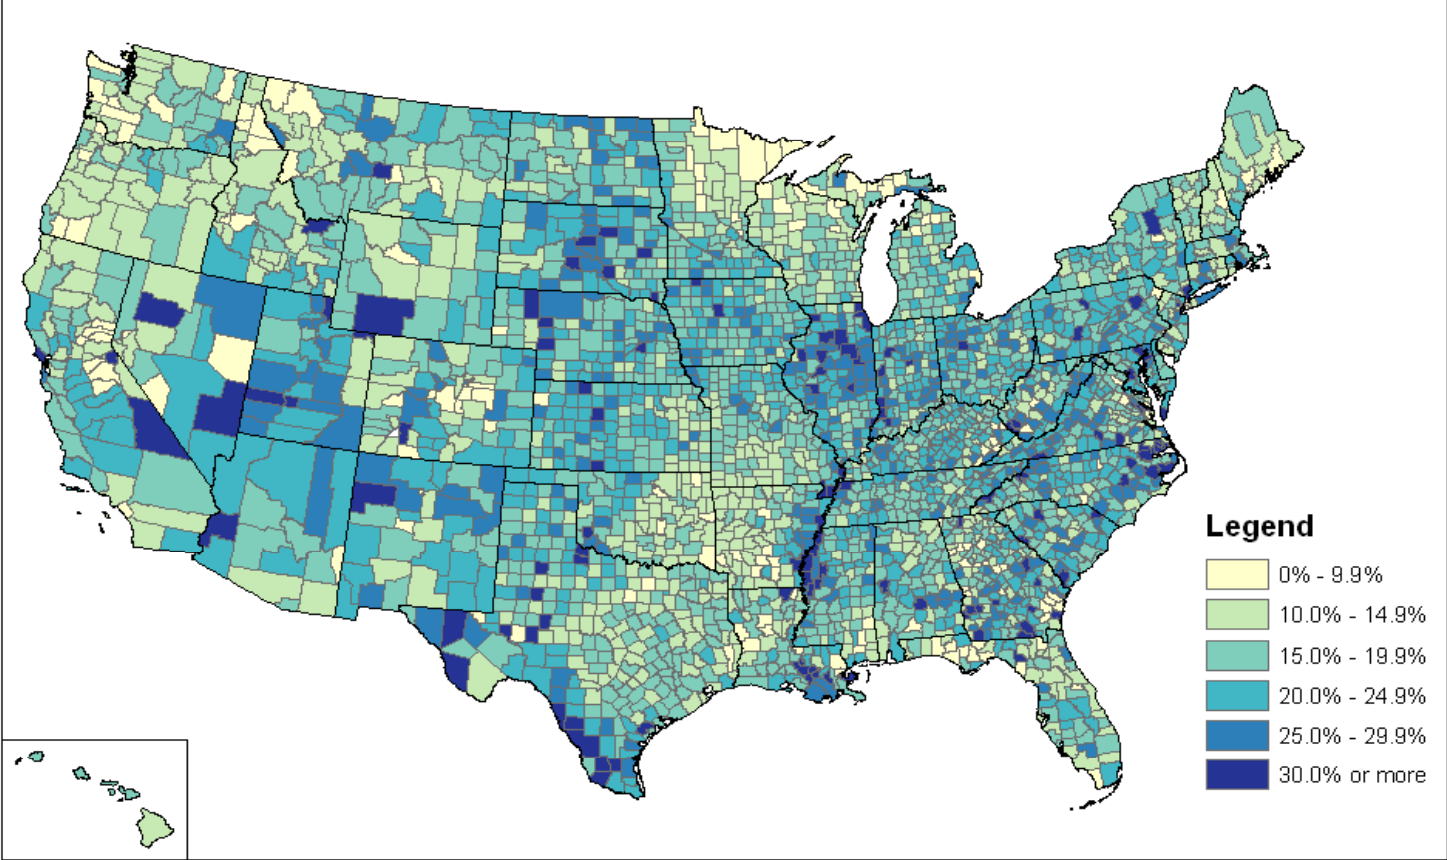 Legend
0% - 9.9%
10.0% - 14.9%
15.0% - 19.9%
20.0% - 24.9%
25.0% - 29.9%
30.0% or more